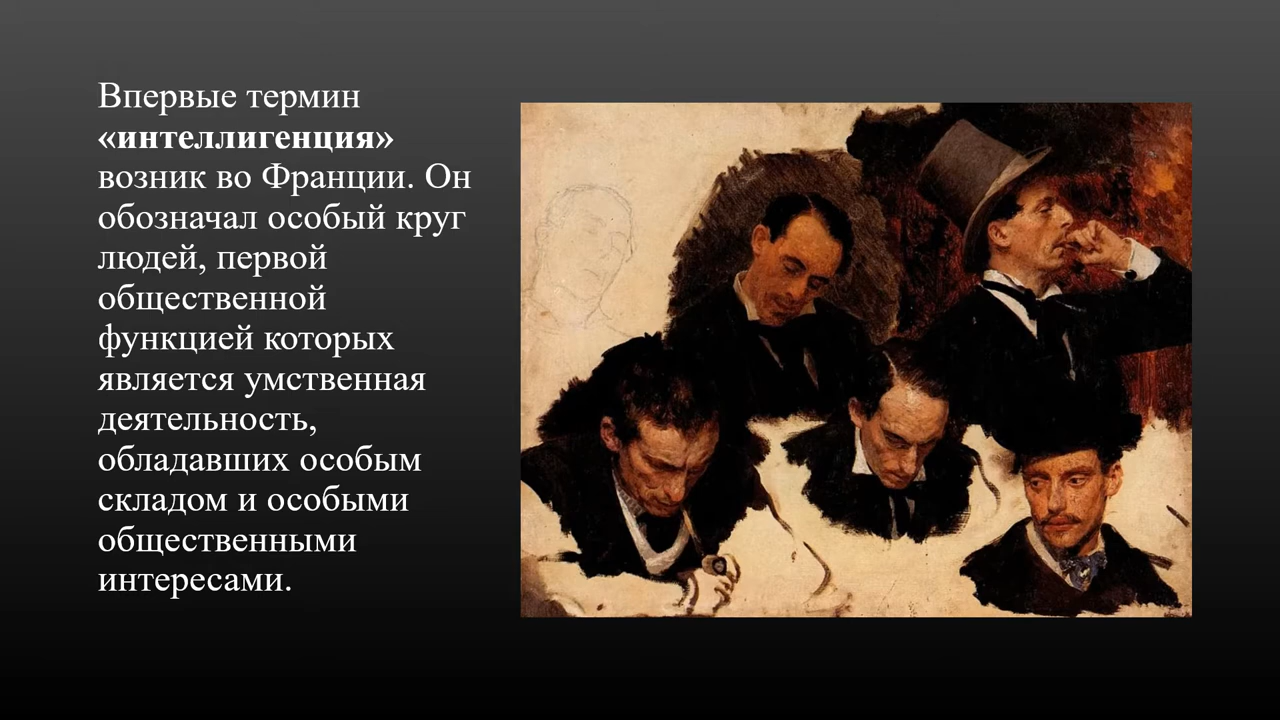 Впервые термин
«интеллигенция»
возник во Франции. Он
обозначал особый круг
людей, первой
общественной
функцией которых
является умственная
деятельность,
обладавших особым
складом и особыми
общественными
интересами.